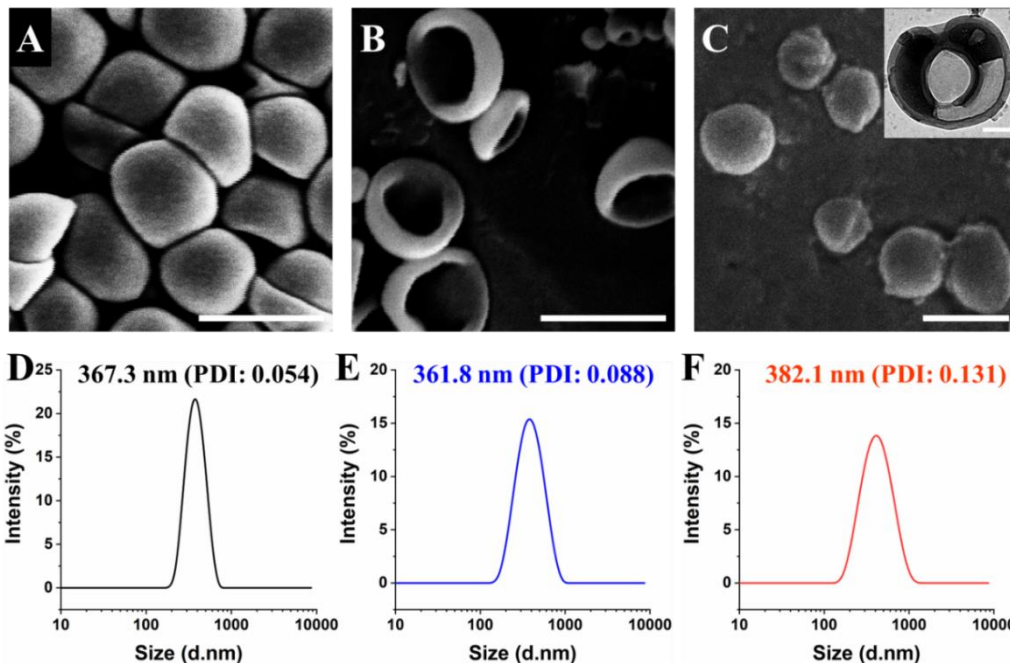 A
B
C
D
367.3 nm (PDI: 0.054)
25
20
15
10
5
0
Intensity (%)
10
100
1000
10000
Size (d.nm)
E
361.8 nm (PDI: 0.088)
20
15
10
5
0
Intensity (%)
10
100
1000
10000
Size (d.nm)
F
382.1 nm (PDI: 0.131)
20
15
10
5
0
Intensity (%)
10
100
1000
10000
Size (d.nm)